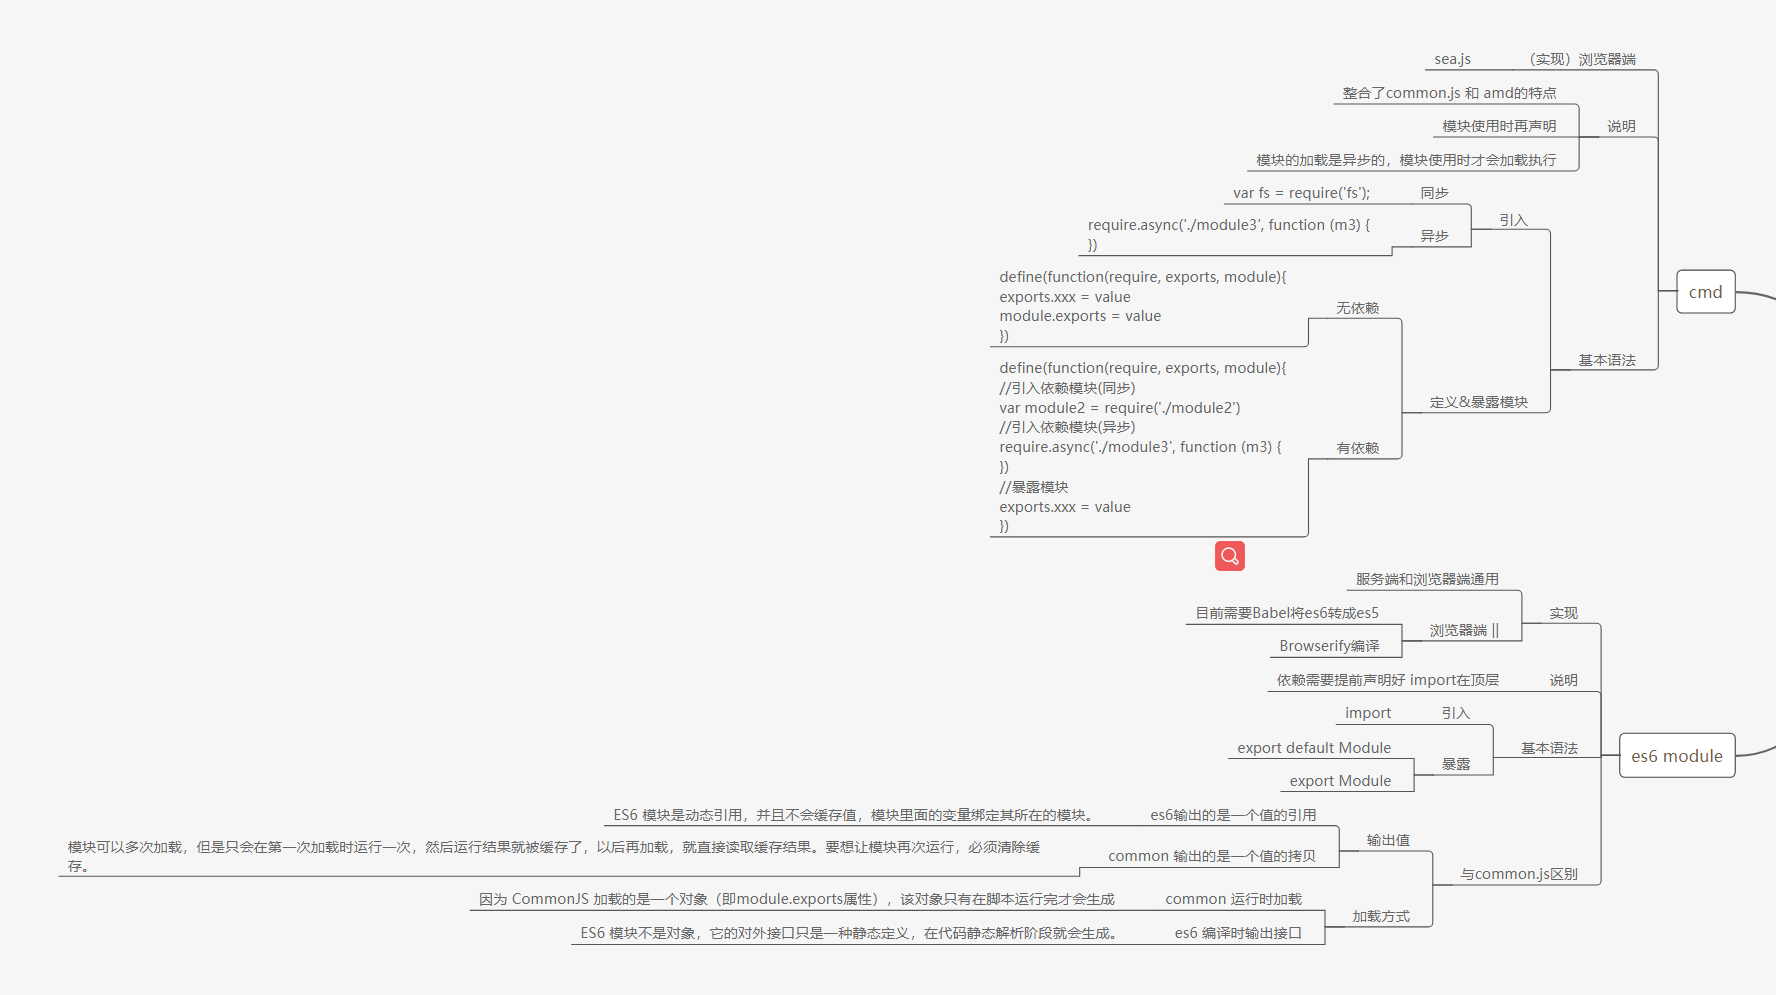 sea.js
（实现）浏览器端
整合了common.js 和 amd的特点
模块使用时再声明
说明
模块的加载是异步的，模块使用时才会加载执行
var fs = require('fs');
同步
引入
require.async('./module3', function (m3) {
})
异步
cmd
define(function(require, exports, module){
exports.xxx = value
module.exports = value
})
无依赖
基本语法
define(function(require, exports, module){
//引入依赖模块(同步)
var module2 = require('./module2')
//引入依赖模块(异步)
require.async('./module3', function (m3) {
})
//暴露模块
exports.xxx = value
})
有依赖
定义&暴露模块
服务端和浏览器端通用
实现
目前需要Babel将es6转成es5
浏览器端 ||
Browserify编译
依赖需要提前声明好 import在顶层
说明
import
引入
export default Module
基本语法
暴露
export Module
es6 module
ES6 模块是动态引用，并且不会缓存值，模块里面的变量绑定其所在的模块。
es6输出的是一个值的引用
输出值
模块可以多次加载，但是只会在第一次加载时运行一次，然后运行结果就被缓存了，以后再加载，就直接读取缓存结果。要想让模块再次运行，必须清除缓
存。
common 输出的是一个值的拷贝
与common.js区别
因为 CommonJS 加载的是一个对象（即module.exports属性），该对象只有在脚本运行完才会生成
common 运行时加载
加载方式
ES6 模块不是对象，它的对外接口只是一种静态定义，在代码静态解析阶段就会生成。
es6 编译时输出接口